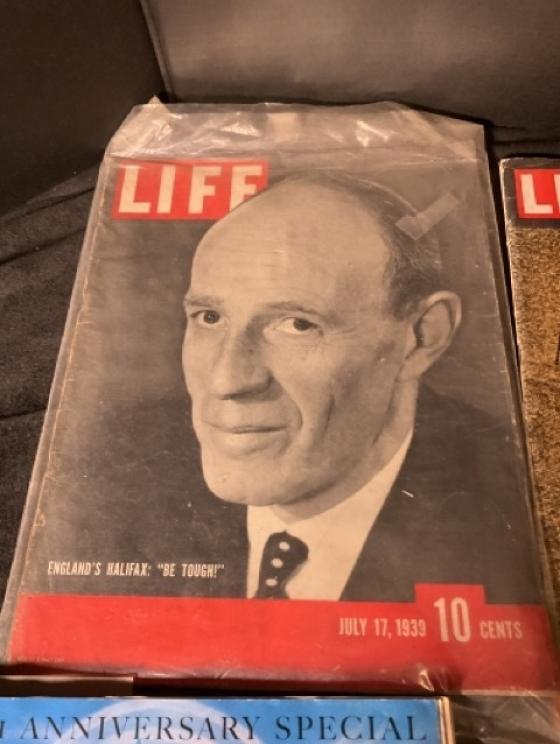 LIFE
ENGLAND'S HALIFAX: "BE TOUGH!"
JULY 17, 1939 10 CENTS
ANNIVERSARY SPECIAL